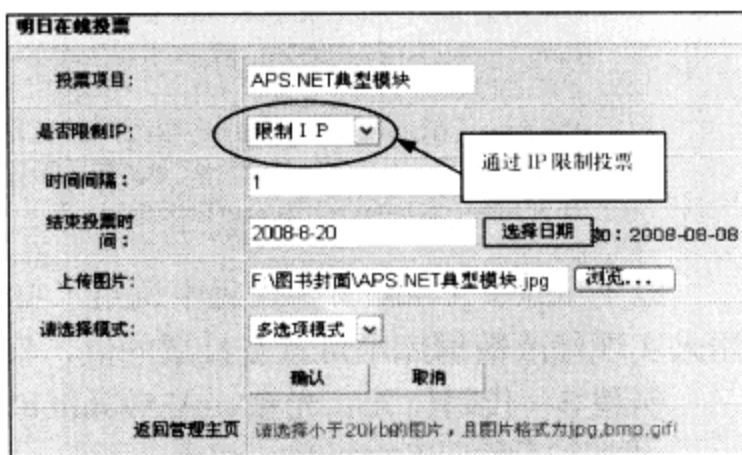 明日在线投票
投票项目: APS.NET典型模块
是否限制IP: 限制ＩＰ
通过 IP 限制投票
时间间隔： 1
结束投票时
间： 2008-8-20 选择日期 如：2008-08-08
上传图片: F:\图书封面\APS.NET典型模块.jpg 浏览...
请选择模式: 多选项模式
确认 取消
返回管理主页 请选择小于20kb的图片，且图片格式为jpg,bmp,gif!